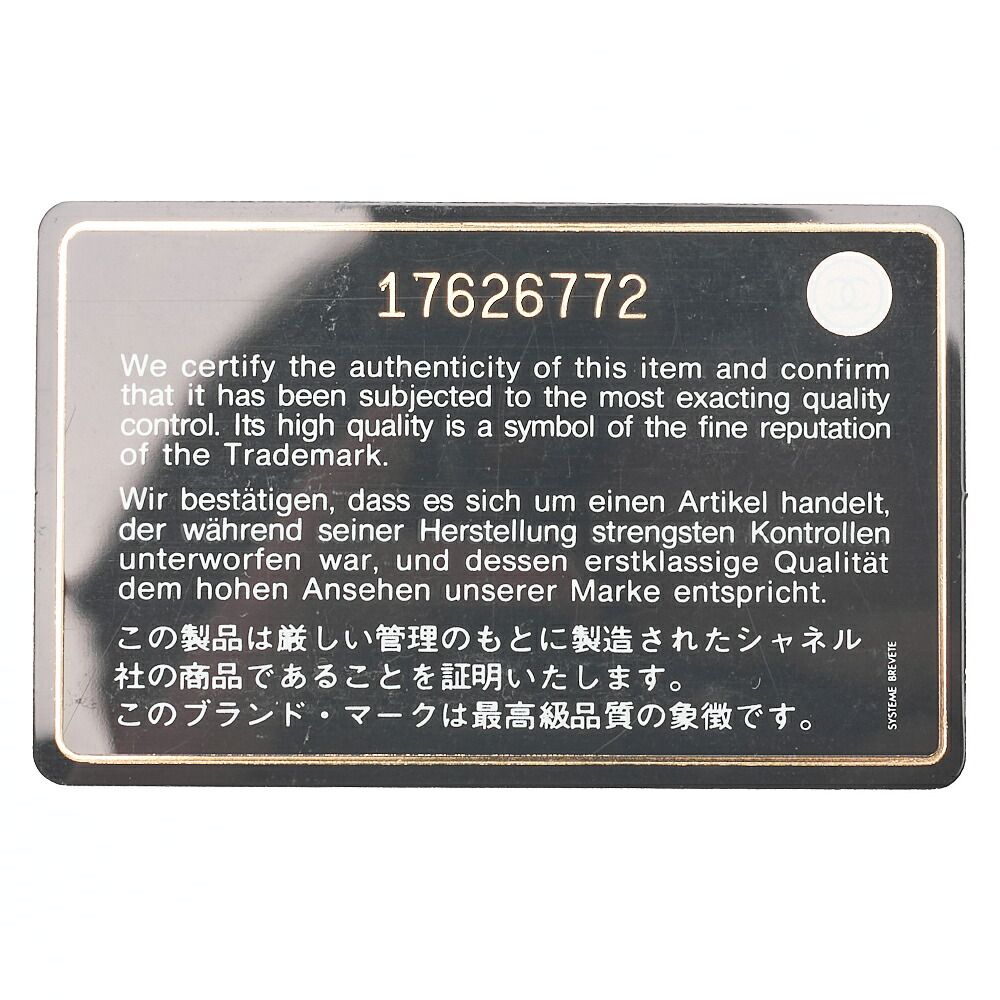 17626772
We certify the authenticity of this item and confirm
that it has been subjected to the most exacting quality
control. Its high quality is a symbol of the fine reputation
of the Trademark.
Wir bestätigen, dass es sich um einen Artikel handelt,
der während seiner Herstellung strengsten Kontrollen
unterworfen war, und dessen erstklassige Qualität
dem hohen Ansehen unserer Marke entspricht.
この製品は厳しい管理のもとに製造されたシャネル
社の商品であることを証明いたします。
このブランド・マークは最高級品質の象徴です。
SYSTEME BREVETE